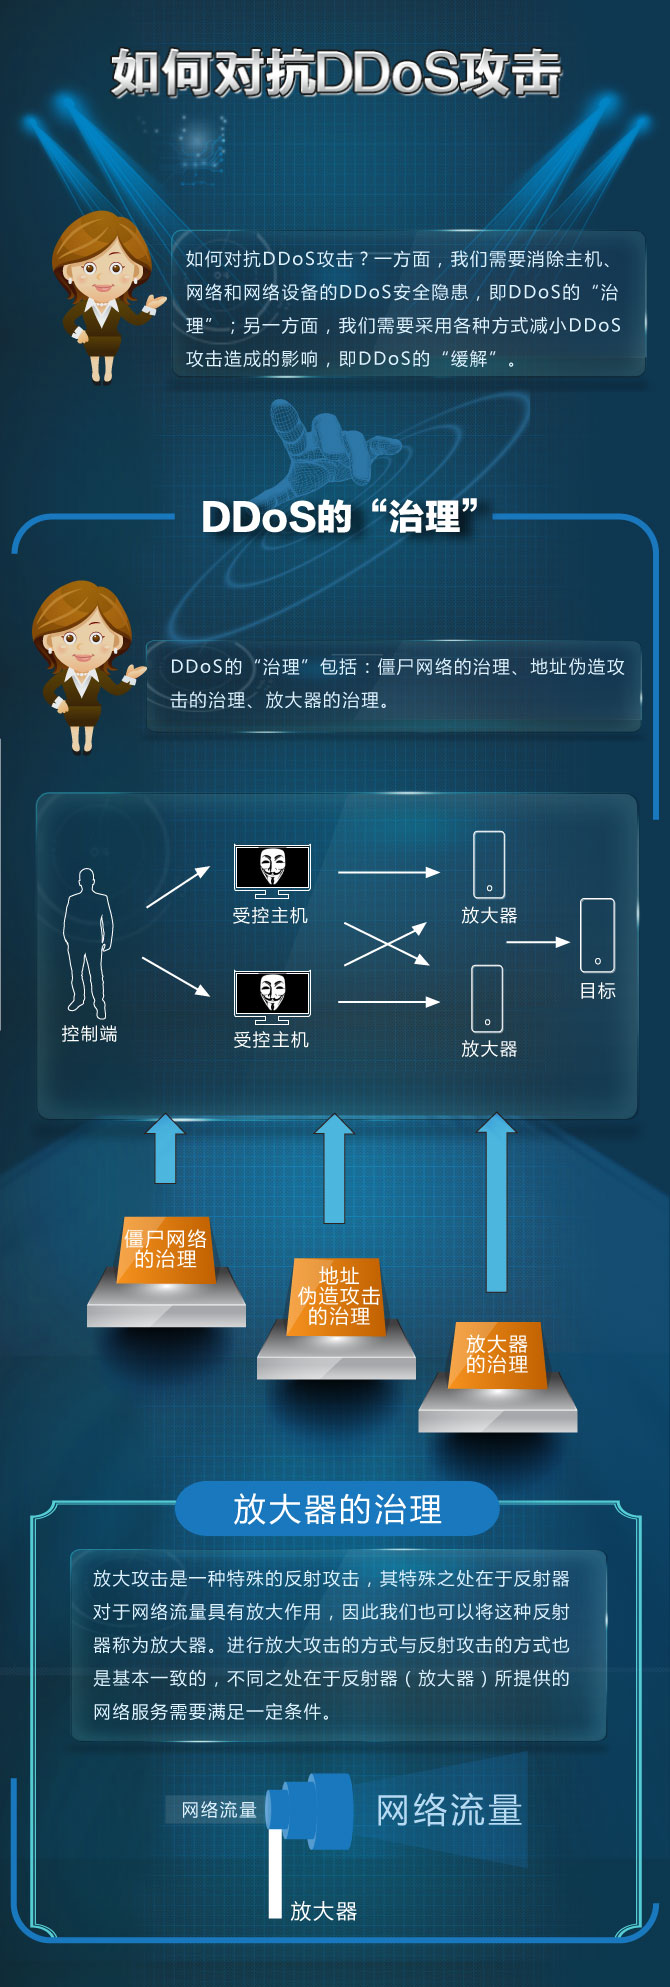 如何对抗DDoS攻击
如何对抗DDoS攻击？一方面，我们需要消除主机、
网络和网络设备的DDoS安全隐患，即DDoS的“治
理”；另一方面，我们需要采用各种方式减小DDoS
攻击造成的影响，即DDoS的“缓解”。
DDoS的“治理”
DDoS的“治理”包括：僵尸网络的治理、地址伪造攻
击的治理、放大器的治理。
控制端
受控主机
受控主机
放大器
放大器
目标
僵尸网络
的治理
地址
伪造攻击
的治理
放大器
的治理
放大器的治理
放大攻击是一种特殊的反射攻击，其特殊之处在于反射器
对于网络流量具有放大作用，因此我们也可以将这种反射
器称为放大器。进行放大攻击的方式与反射攻击的方式也
是基本一致的，不同之处在于反射器（放大器）所提供的
网络服务需要满足一定条件。
网络流量
网络流量
放大器